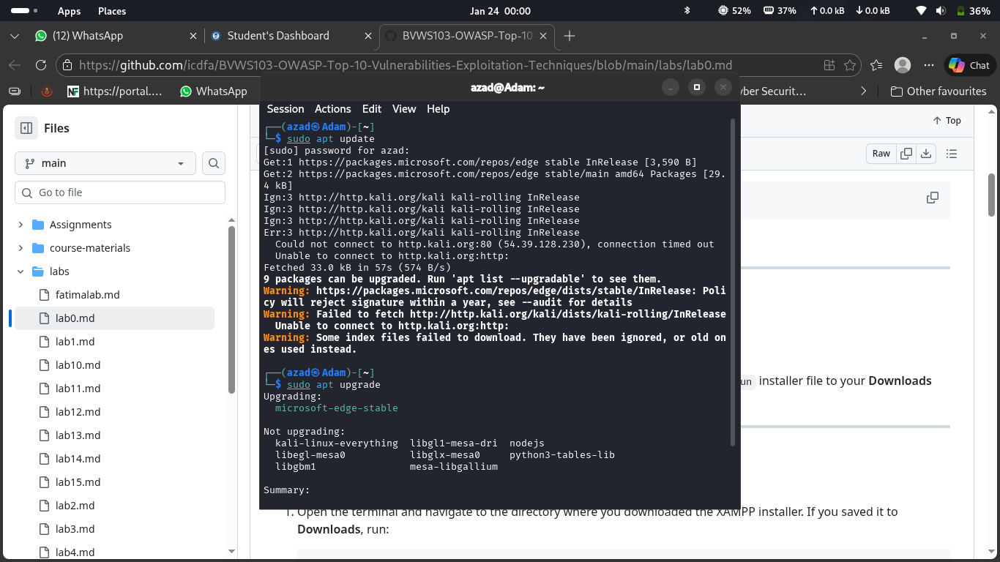 Apps Places Jan 24 00:00 52% 37% 0.0 kB 0.0 kB 36%
(12) WhatsApp Student's Dashboard BVWS103-OWASP-Top-10-
https://github.com/icdfa/BVWS103-OWASP-Top-10-Vulnerabilities-Exploitation-Techniques/blob/main/labs/lab0.md Chat
https://portal.... WhatsApp yber Securit... Other favourites
Files
main
Go to file
Assignments
course-materials
labs
fatimalab.md
lab0.md
lab1.md
lab10.md
lab11.md
lab12.md
lab13.md
lab14.md
lab15.md
lab2.md
lab3.md
lab4.md
azad@Adam: ~
Session Actions Edit View Help
┌──(azad㉿Adam)-[~]
└─$ sudo apt update
[sudo] password for azad:
Get:1 https://packages.microsoft.com/repos/edge stable InRelease [3,590 B]
Get:2 https://packages.microsoft.com/repos/edge stable/main amd64 Packages [29.
4 kB]
Ign:3 http://http.kali.org/kali kali-rolling InRelease
Ign:3 http://http.kali.org/kali kali-rolling InRelease
Ign:3 http://http.kali.org/kali kali-rolling InRelease
Err:3 http://http.kali.org/kali kali-rolling InRelease
Could not connect to http.kali.org:80 (54.39.128.230), connection timed out
Unable to connect to http.kali.org:http:
Fetched 33.0 kB in 57s (574 B/s)
9 packages can be upgraded. Run 'apt list --upgradable' to see them.
Warning: https://packages.microsoft.com/repos/edge/dists/stable/InRelease: Poli
cy will reject signature within a year, see --audit for details
Warning: Failed to fetch http://http.kali.org/kali/dists/kali-rolling/InRelease
Unable to connect to http.kali.org:http:
Warning: Some index files failed to download. They have been ignored, or old on
es used instead.
┌──(azad㉿Adam)-[~]
└─$ sudo apt upgrade
Upgrading:
microsoft-edge-stable
Not upgrading:
kali-linux-everything libgl1-mesa-dri nodejs
libegl-mesa0 libglx-mesa0 python3-tables-lib
libgbm1 mesa-libgallium
Summary:
Top
Raw
un installer file to your Downloads
1. Open the terminal and navigate to the directory where you downloaded the XAMPP installer. If you saved it to
Downloads, run: